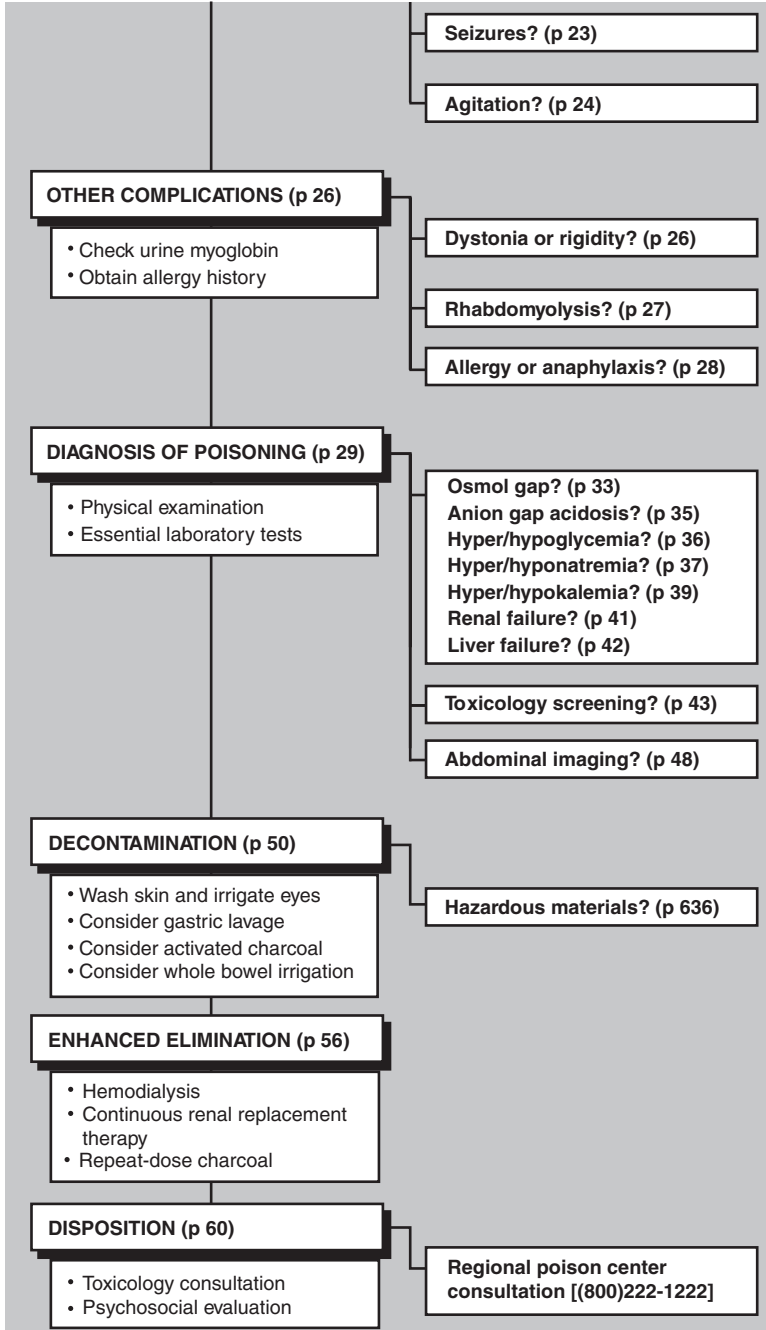 Seizures? (p 23)
Agitation? (p 24)
OTHER COMPLICATIONS (p 26)
• Check urine myoglobin
• Obtain allergy history
Dystonia or rigidity? (p 26)
Rhabdomyolysis? (p 27)
Allergy or anaphylaxis? (p 28)
DIAGNOSIS OF POISONING (p 29)
• Physical examination
• Essential laboratory tests
Osmol gap? (p 33)
Anion gap acidosis? (p 35)
Hyper/hypoglycemia? (p 36)
Hyper/hyponatremia? (p 37)
Hyper/hypokalemia? (p 39)
Renal failure? (p 41)
Liver failure? (p 42)
Toxicology screening? (p 43)
Abdominal imaging? (p 48)
DECONTAMINATION (p 50)
• Wash skin and irrigate eyes
• Consider gastric lavage
• Consider activated charcoal
• Consider whole bowel irrigation
Hazardous materials? (p 636)
ENHANCED ELIMINATION (p 56)
• Hemodialysis
• Continuous renal replacement
therapy
• Repeat-dose charcoal
DISPOSITION (p 60)
• Toxicology consultation
• Psychosocial evaluation
Regional poison center
consultation [(800)222-1222]